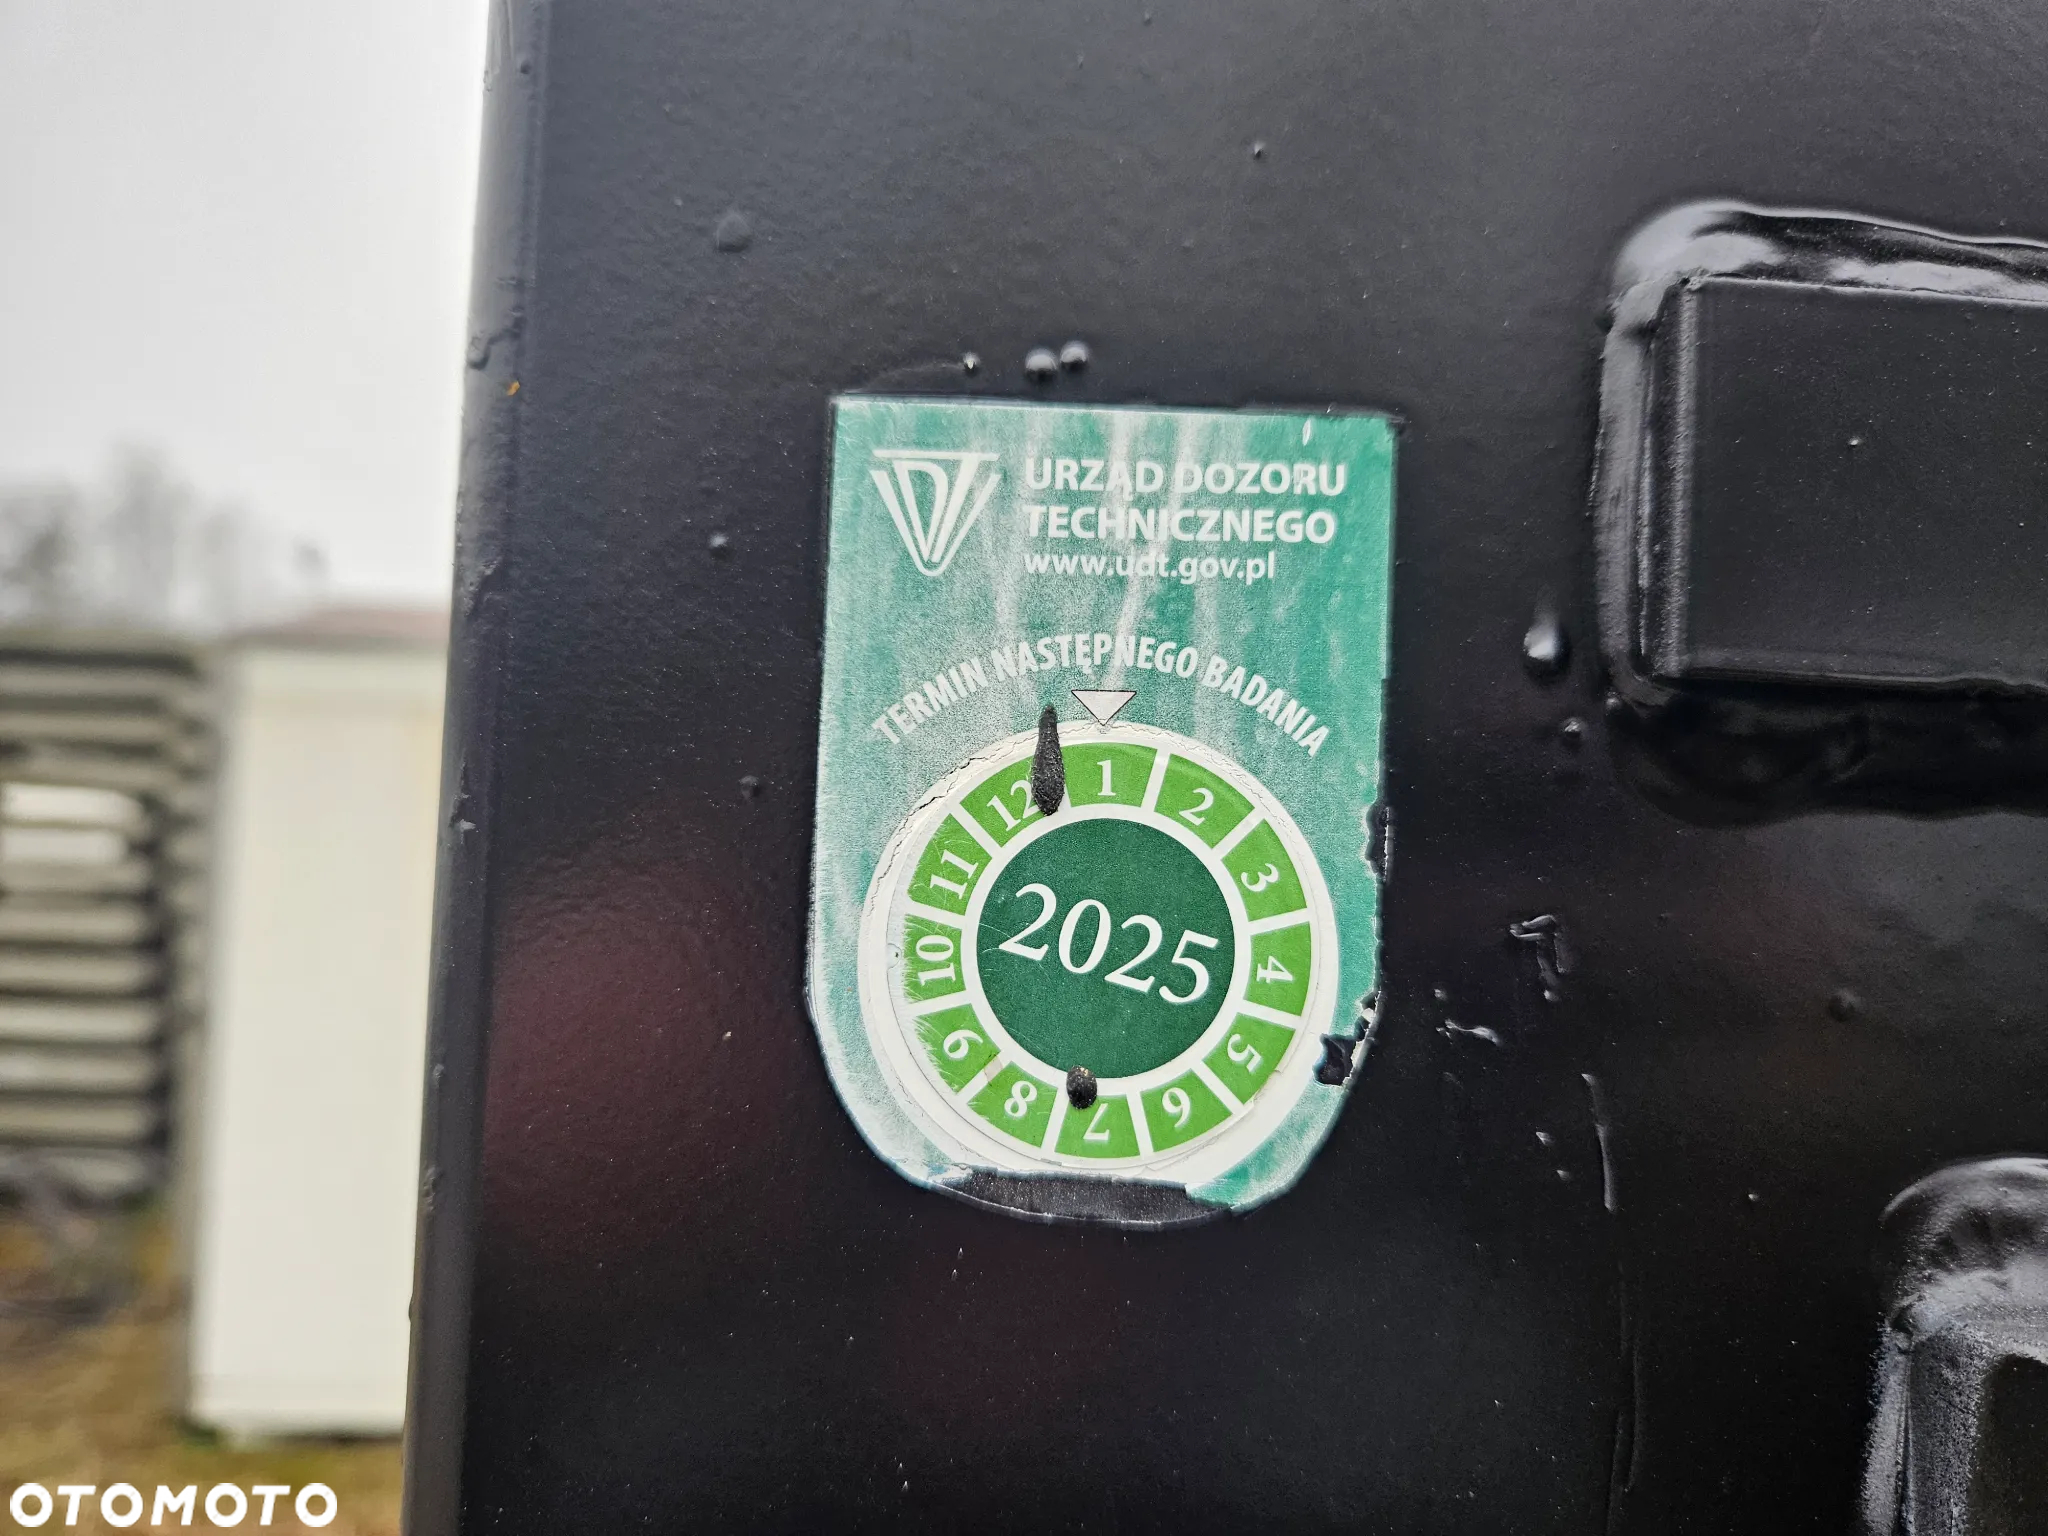 UDT
URZĄD DOZORU
TECHNICZNEGO
www.udt.gov.pl
TERMIN NASTĘPNEGO BADANIA
1 2 3 4 5 6 7 8 9 10 11 12
2025
OTOMOTO